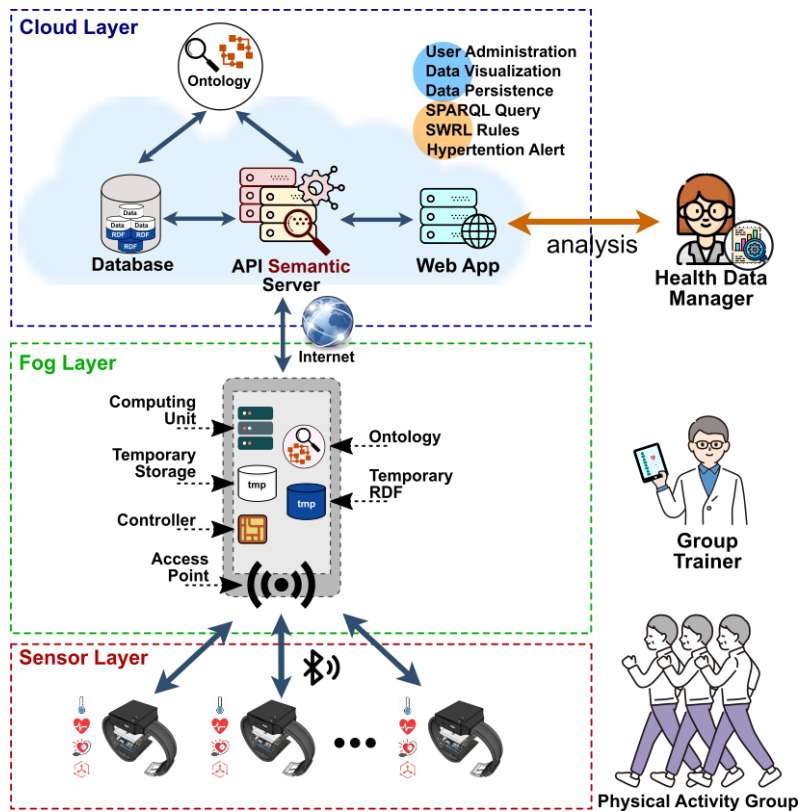 Cloud Layer
Ontology
User Administration
Data Visualization
Data Persistence
SPARQL Query
SWRL Rules
Hypertention Alert
Data
Data
Data
RDF
RDF
RDF
Database
API Semantic
Server
Web App
analysis
Health Data
Manager
Internet
Fog Layer
Computing
Unit
Temporary
Storage
Controller
Access
Point
tmp
tmp
Ontology
Temporary
RDF
Group
Trainer
Sensor Layer
Physical Activity Group